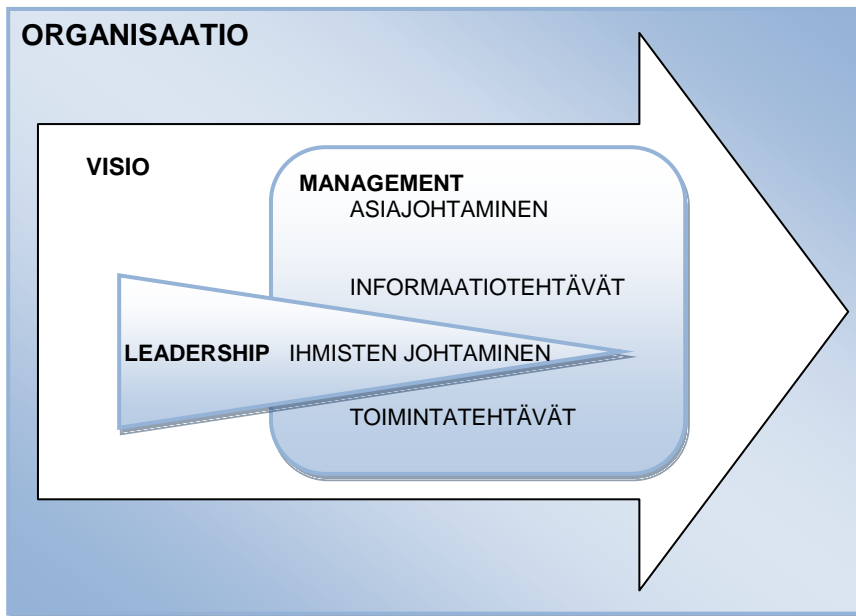 ORGANISAATIO
VISIO
MANAGEMENT
ASIAJOHTAMINEN
INFORMAATIOTEHTÄVÄT
LEADERSHIP IHMISTEN JOHTAMINEN
TOIMINTATEHTÄVÄT